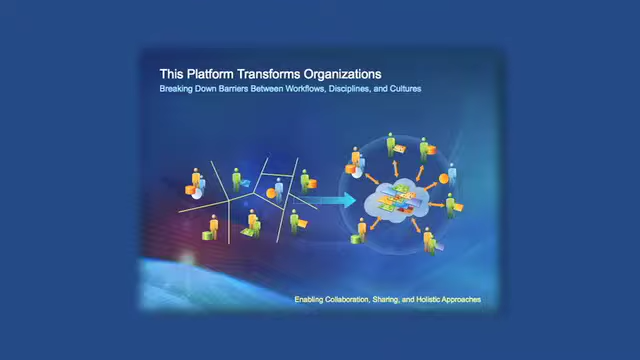 This Platform Transforms Organizations
Breaking Down Barriers Between Workflows, Disciplines, and Cultures
Enabling Collaboration, Sharing, and Holistic Approaches